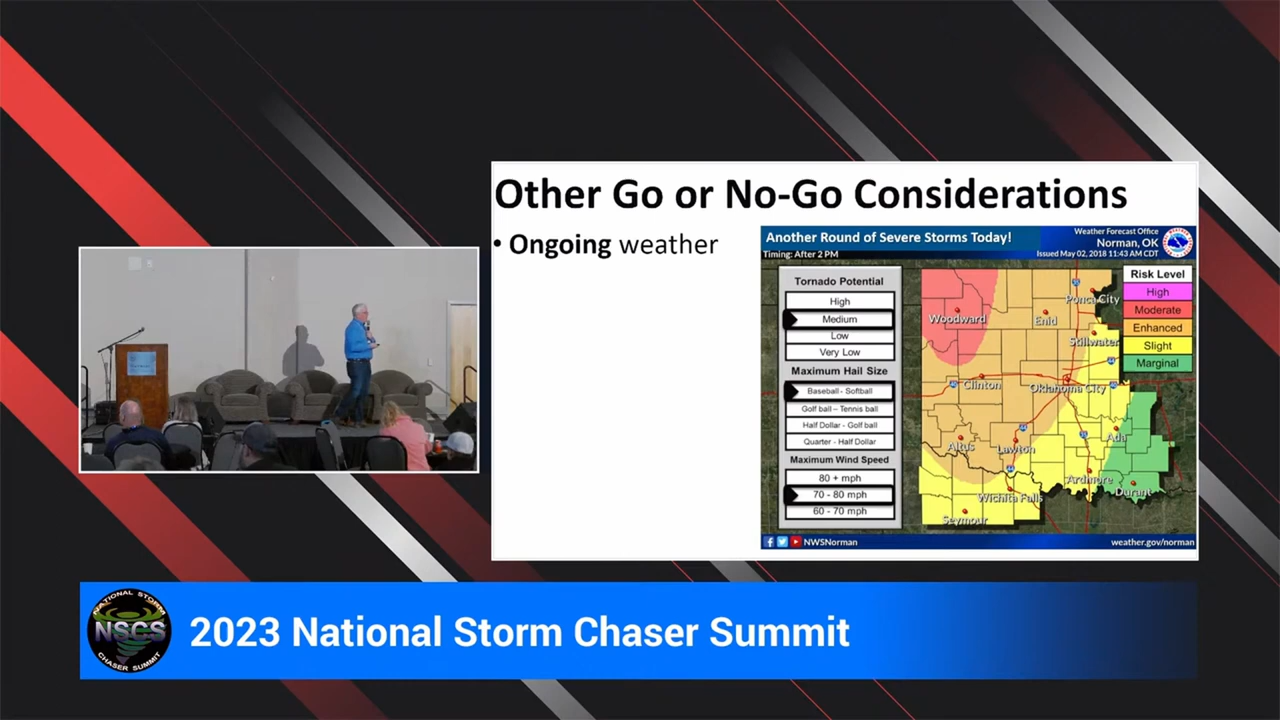 Other Go or No-Go Considerations
• Ongoing weather
Another Round of Severe Storms Today!
Timing: After 2 PM
Weather Forecast Office
Norman, OK
Issued May 02, 2018 11:43 AM CDT
Tornado Potential
High
Medium
Low
Very Low
Maximum Hail Size
Baseball - Softball
Golf ball – Tennis ball
Half Dollar - Golf ball
Quarter - Half Dollar
Maximum Wind Speed
80 + mph
70 - 80 mph
60 - 70 mph
Risk Level
High
Moderate
Enhanced
Slight
Marginal
Ponca City
Woodward
Enid
Stillwater
Clinton
Oklahoma City
Ada
Altus
Lawton
Ardmore
Durant
Wichita Falls
Seymour
NWSNorman
weather.gov/norman
NATIONAL STORM
NSCS
CHASER SUMMIT
2023 National Storm Chaser Summit